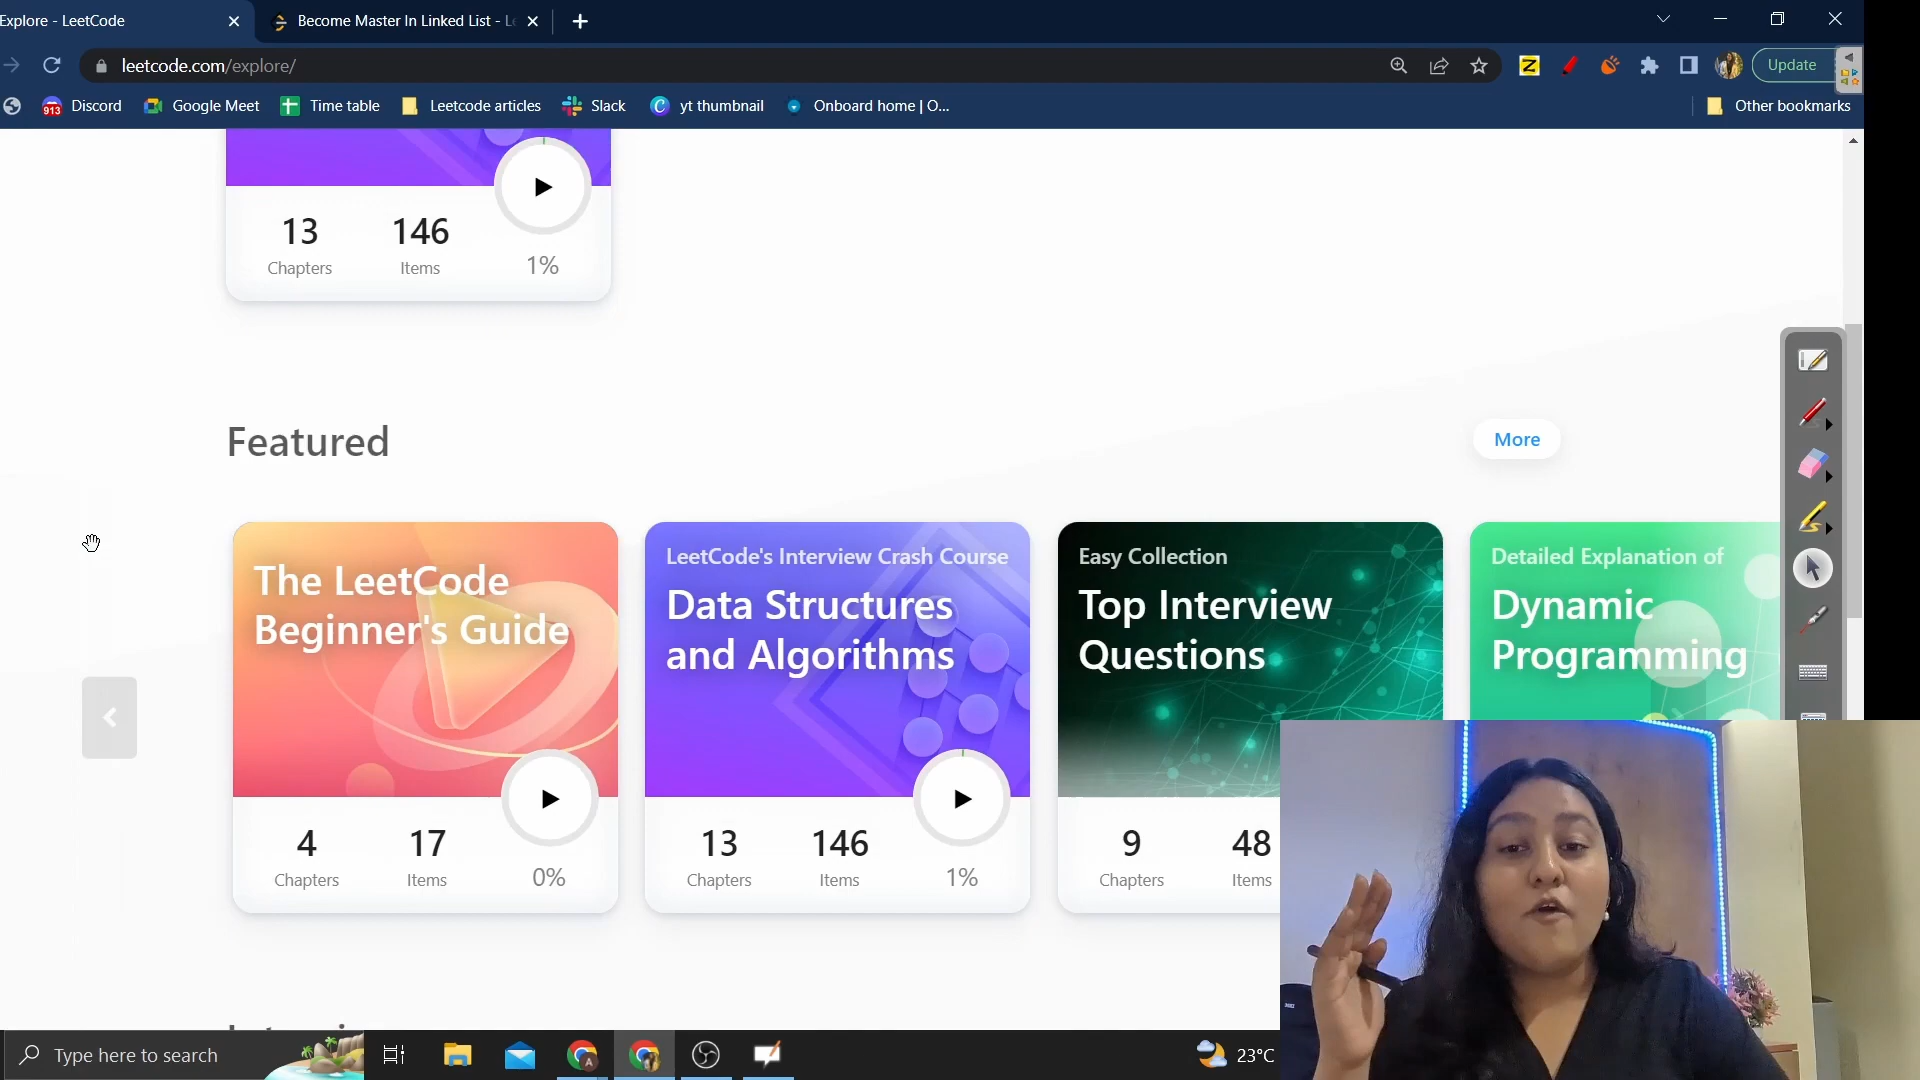 Explore - LeetCode
Become Master In Linked List - L
leetcode.com/explore/
Update
913
Discord
Google Meet
Time table
Leetcode articles
Slack
yt thumbnail
Onboard home | O...
Other bookmarks
13
Chapters
146
Items
1%
Featured
More
The LeetCode
Beginner's Guide
4
Chapters
17
Items
0%
LeetCode's Interview Crash Course
Data Structures
and Algorithms
13
Chapters
146
Items
1%
Easy Collection
Top Interview
Questions
9
Chapters
48
Items
Detailed Explanation of
Dynamic
Programming
Type here to search
23°C